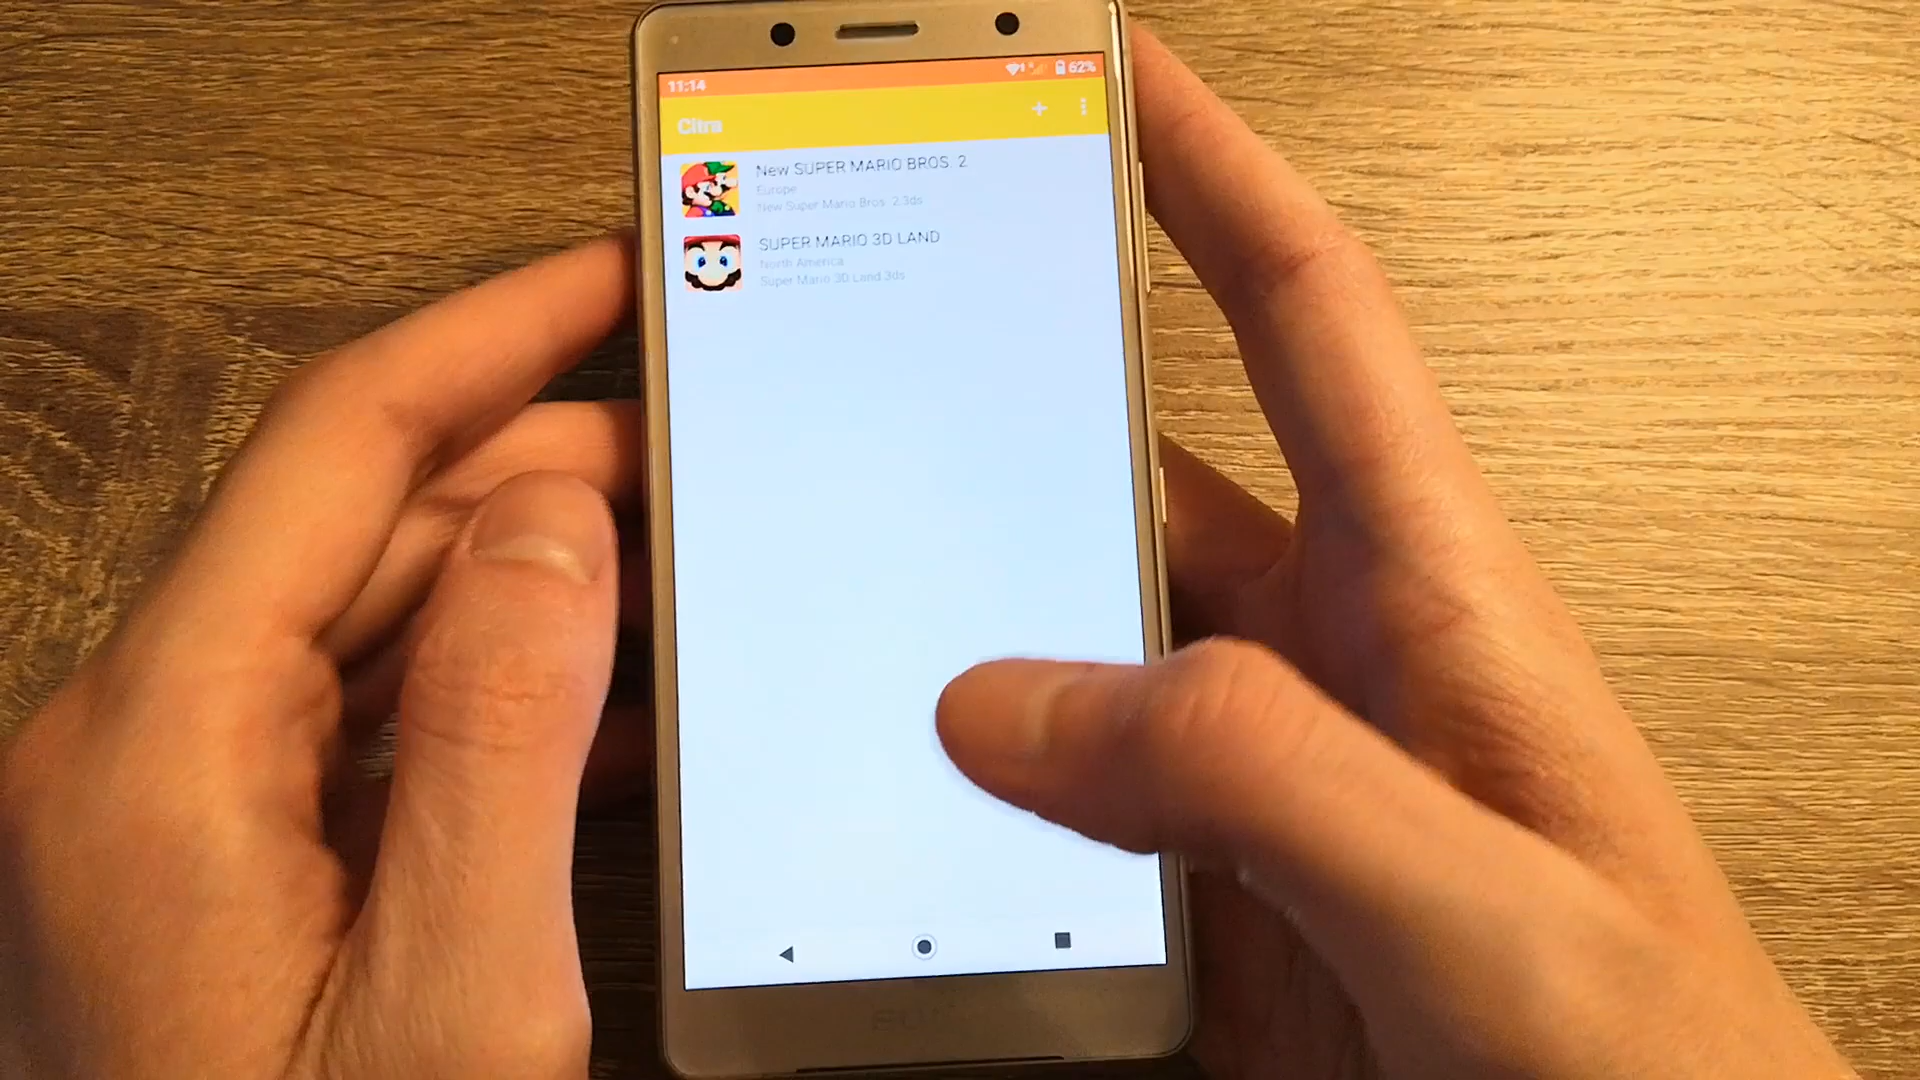 11:14
62%
Citra
New SUPER MARIO BROS. 2
Europe
New Super Mario Bros. 2.3ds
SUPER MARIO 3D LAND
North America
Super Mario 3D Land.3ds